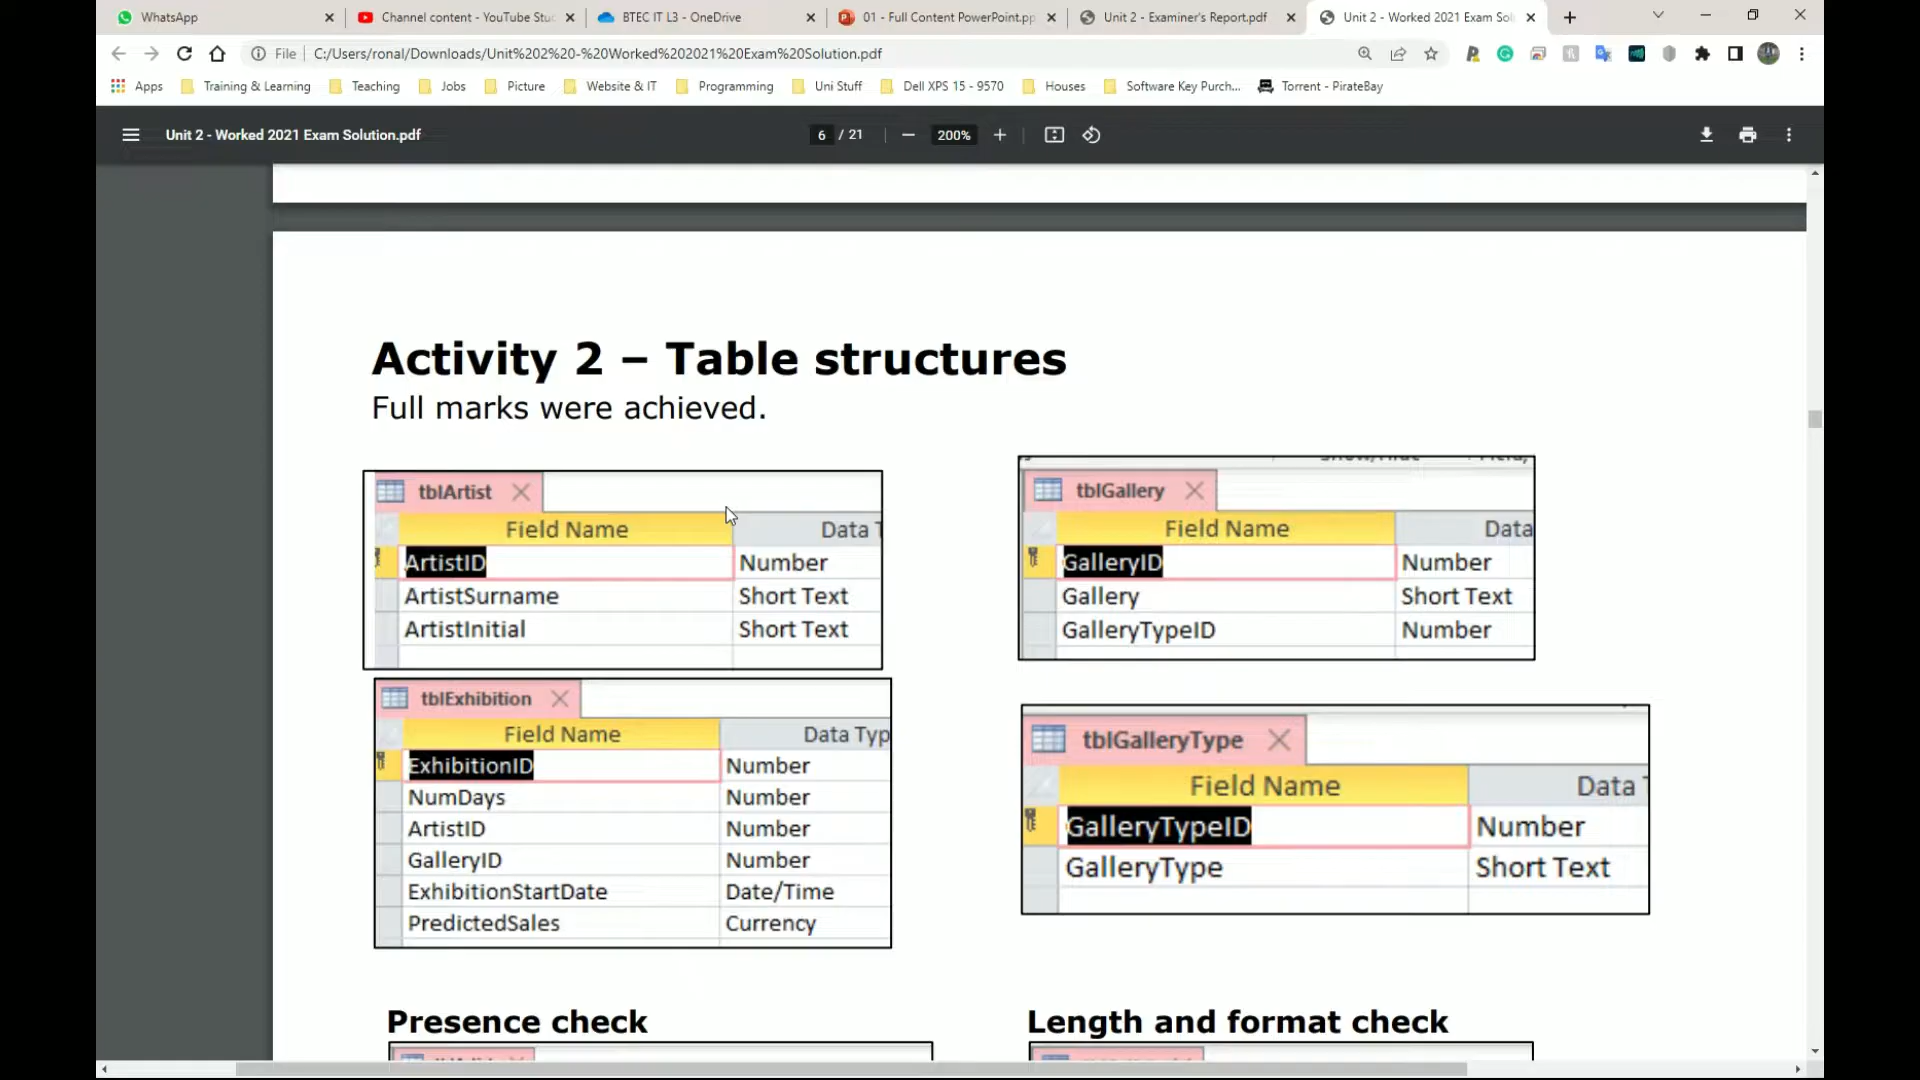 WhatsApp
Channel content - YouTube Stu
BTEC IT L3 - OneDrive
01 - Full Content PowerPoint.pp
Unit 2 - Examiner's Report.pdf
Unit 2 - Worked 2021 Exam Sol
File
C:/Users/ronal/Downloads/Unit%202%20-%20Worked%202021%20Exam%20Solution.pdf
Apps
Training & Learning
Teaching
Jobs
Picture
Website & IT
Programming
Uni Stuff
Dell XPS 15 - 9570
Houses
Software Key Purch...
Torrent - PirateBay
Unit 2 - Worked 2021 Exam Solution.pdf
6 / 21
200%
Activity 2 – Table structures
Full marks were achieved.
tblArtist
Field Name Data T
ArtistID Number
ArtistSurname Short Text
ArtistInitial Short Text
tblGallery
Field Name Data
GalleryID Number
Gallery Short Text
GalleryTypeID Number
tblExhibition
Field Name Data Typ
ExhibitionID Number
NumDays Number
ArtistID Number
GalleryID Number
ExhibitionStartDate Date/Time
PredictedSales Currency
tblGalleryType
Field Name Data
GalleryTypeID Number
GalleryType Short Text
Presence check
Length and format check